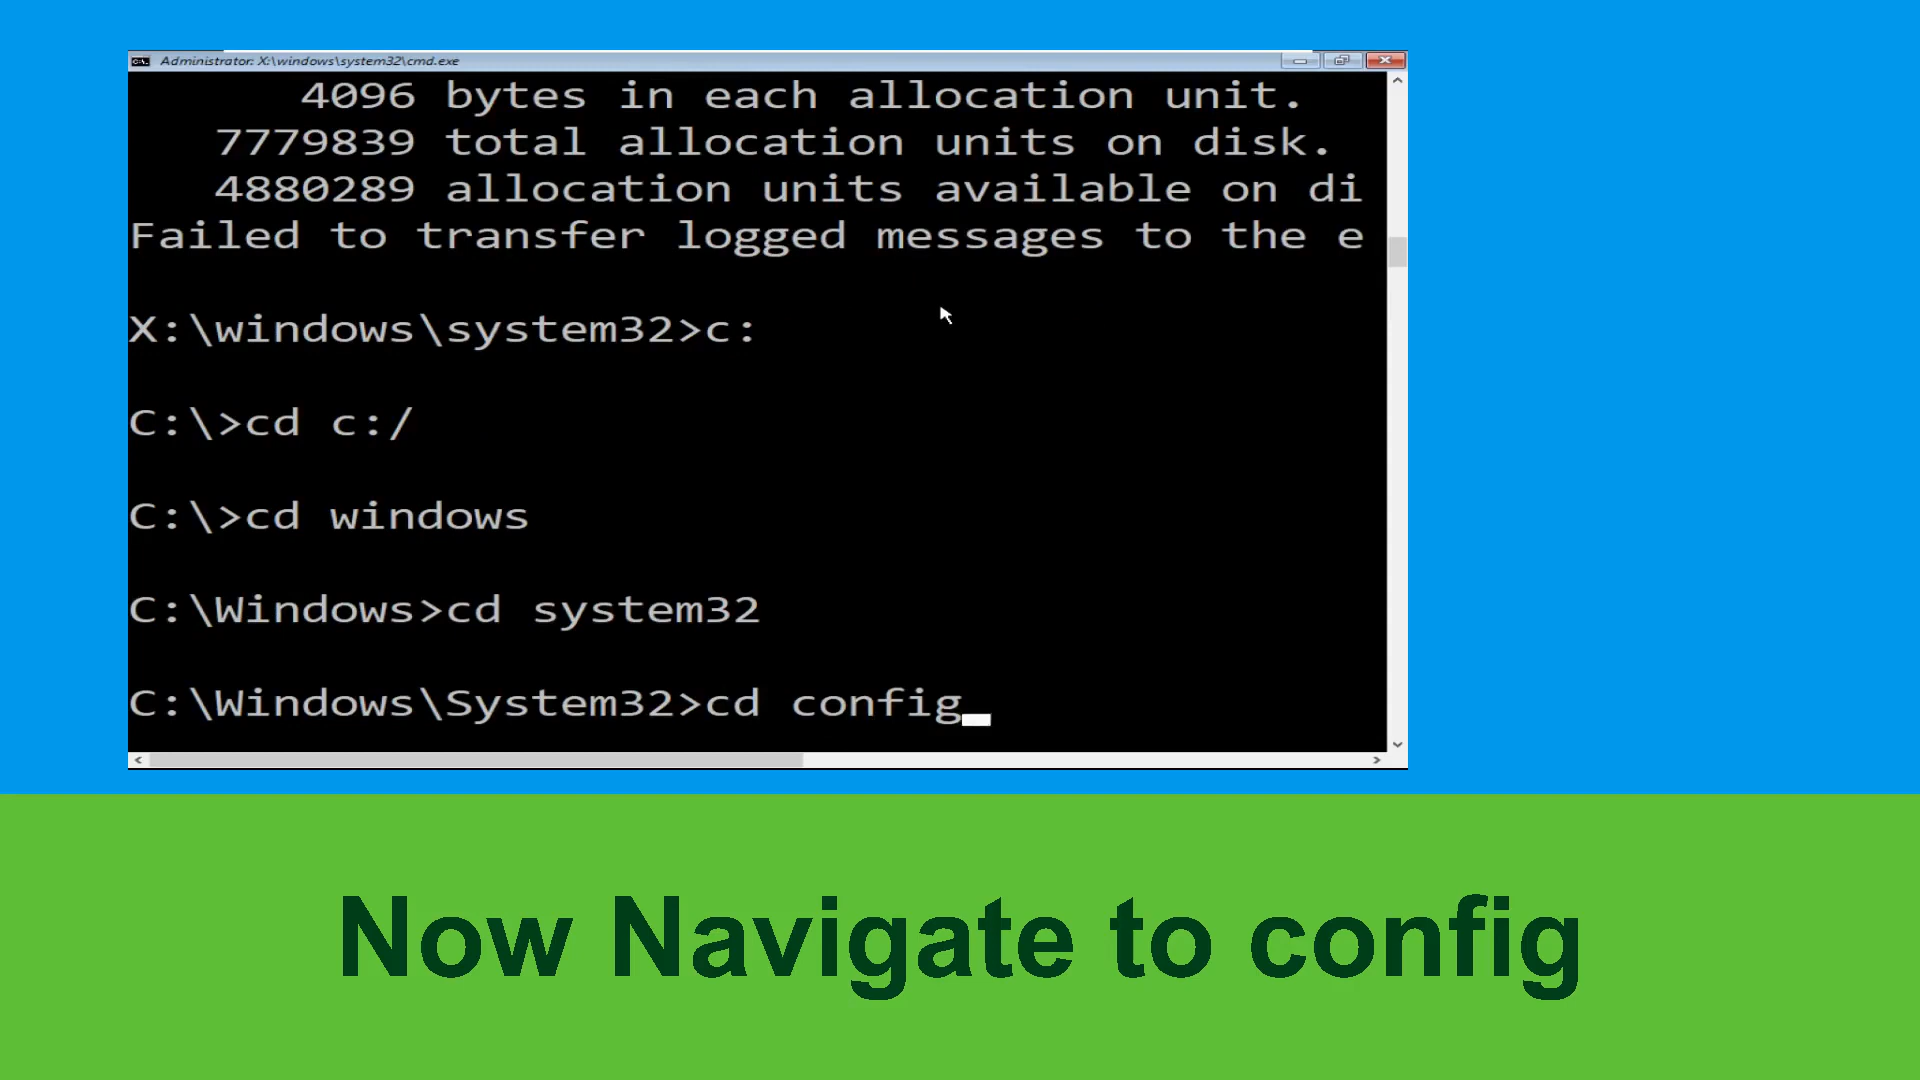 Administrator: X:\windows\system32\cmd.exe
4096 bytes in each allocation unit.
7779839 total allocation units on disk.
4880289 allocation units available on di
Failed to transfer logged messages to the e
X:\windows\system32>c:
C:\>cd c:/
C:\>cd windows
C:\Windows>cd system32
C:\Windows\System32>cd config
Now Navigate to config